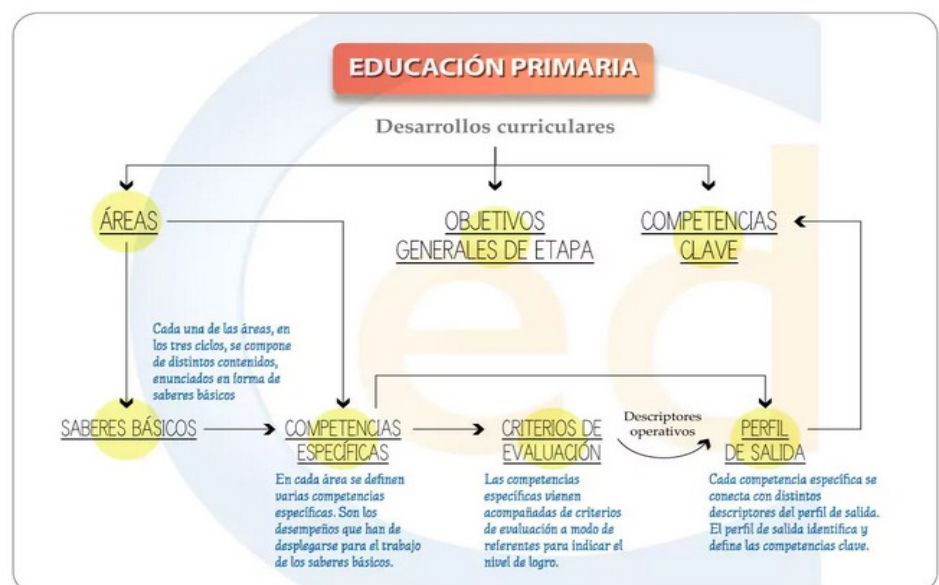 EDUCACIÓN PRIMARIA
Desarrollos curriculares
ÁREAS
OBJETIVOS
GENERALES DE ETAPA
COMPETENCIAS
CLAVE
Cada una de las áreas, en
los tres ciclos, se compone
de distintos contenidos,
enunciados en forma de
saberes básicos
SABERES BÁSICOS
COMPETENCIAS
ESPECÍFICAS
En cada área se definen
varias competencias
específicas. Son los
desempeños que han de
desplegarse para el trabajo
de los saberes básicos.
CRITERIOS DE
EVALUACIÓN
Las competencias
específicas vienen
acompañadas de criterios
de evaluación a modo de
referentes para indicar el
nivel de logro.
Descriptores
operativos
PERFIL
DE SALIDA
Cada competencia específica se
conecta con distintos
descriptores del perfil de salida.
El perfil de salida identifica y
define las competencias clave.
ced